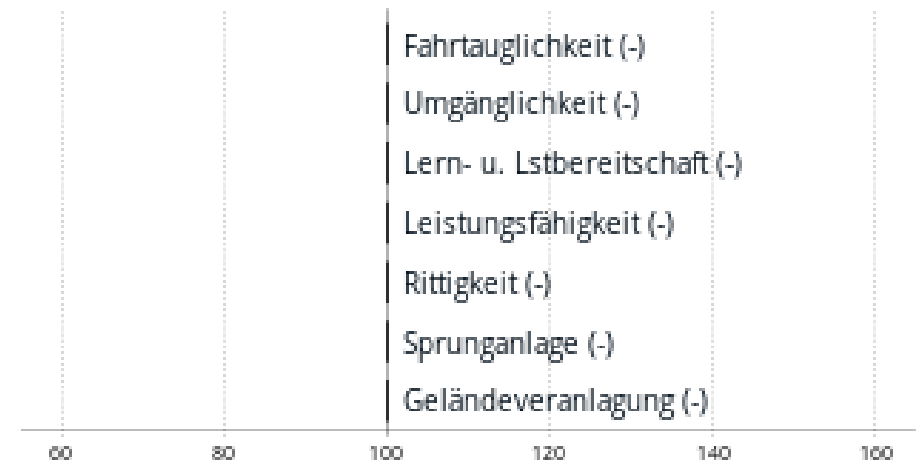 Fahrtauglichkeit (-)
Umgänglichkeit (-)
Lern- u. Lstbereitschaft (-)
Leistungsfähigkeit (-)
Rittigkeit (-)
Sprunganlage (-)
Geländeveranlagung (-)
60 80 100 120 140 160